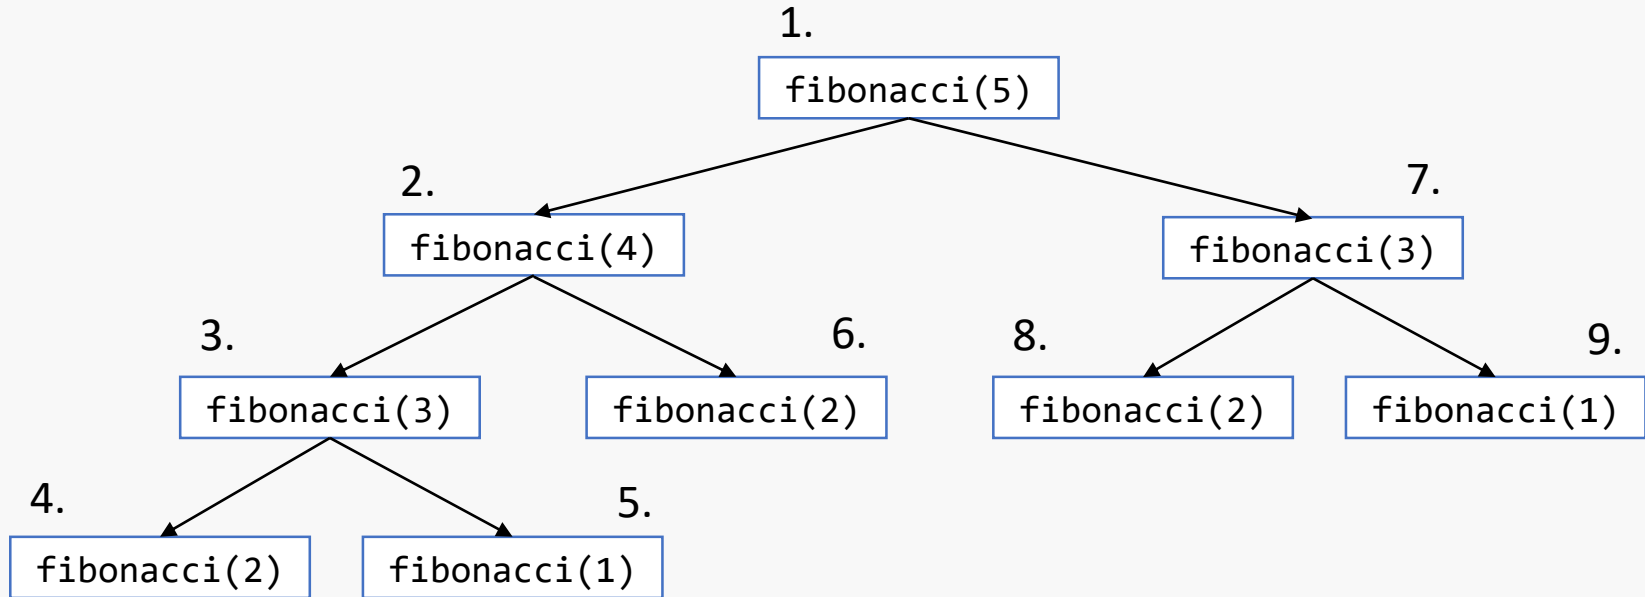 1.
fibonacci(5)
2.
7.
fibonacci(4)
fibonacci(3)
3.
6.
8.
9.
fibonacci(3)
fibonacci(2)
fibonacci(2)
fibonacci(1)
4.
5.
fibonacci(2)
fibonacci(1)